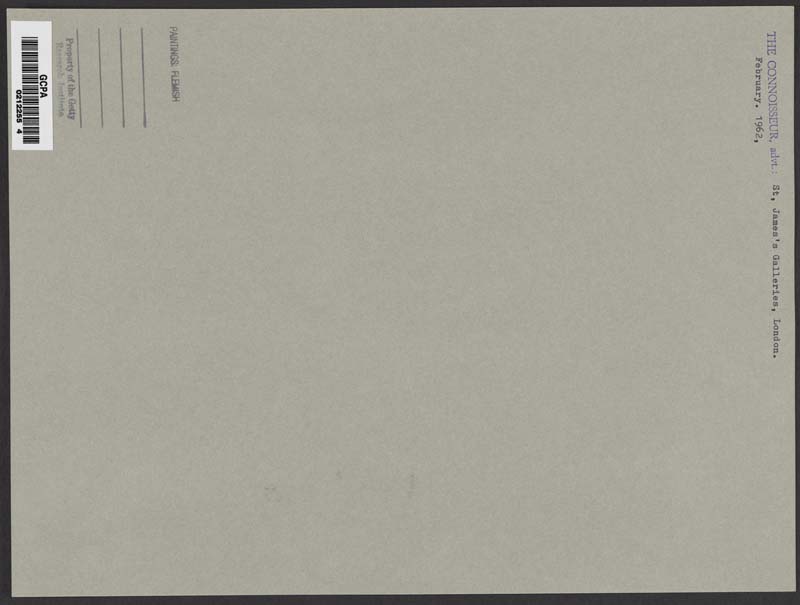 THE CONNOISSEUR, advt.: St, James's Galleries, London.
February. 1962,
PAINTINGS: FLEMISH
Property of the Getty
Research Institute
GCPA
0212255 4